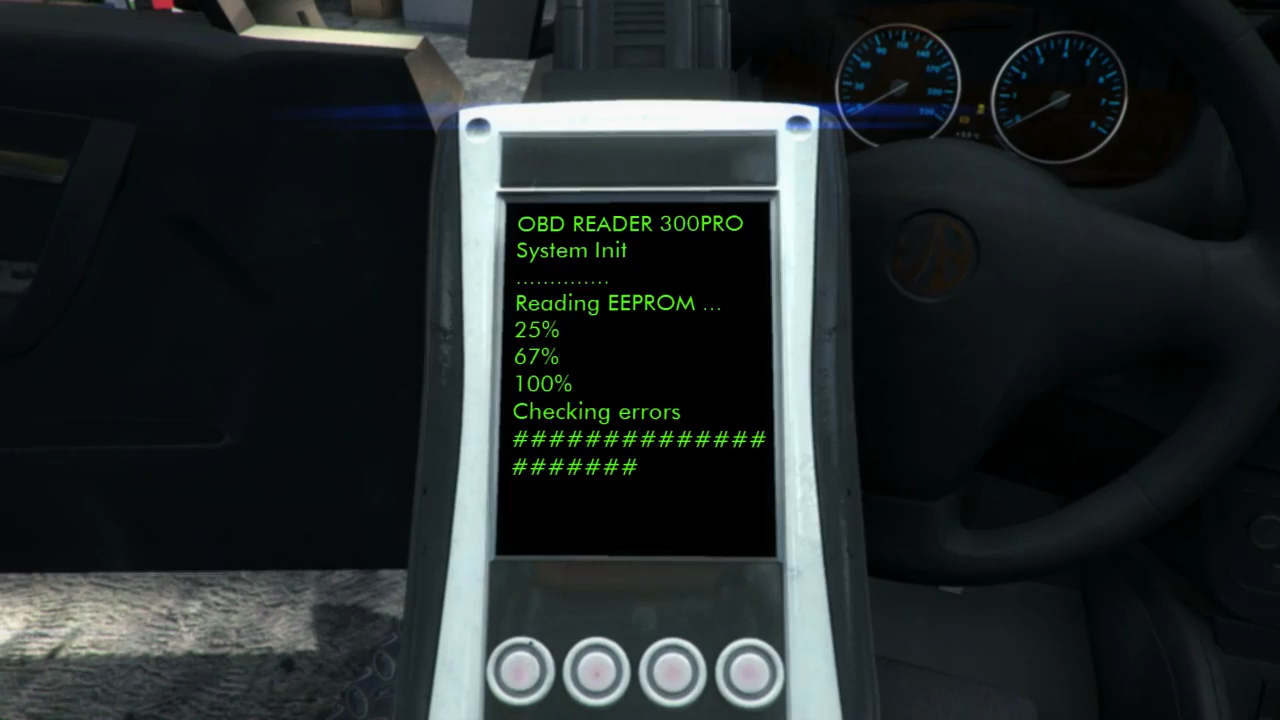 OBD READER 300PRO
System Init
..............
Reading EEPROM ...
25%
67%
100%
Checking errors
##############
#######